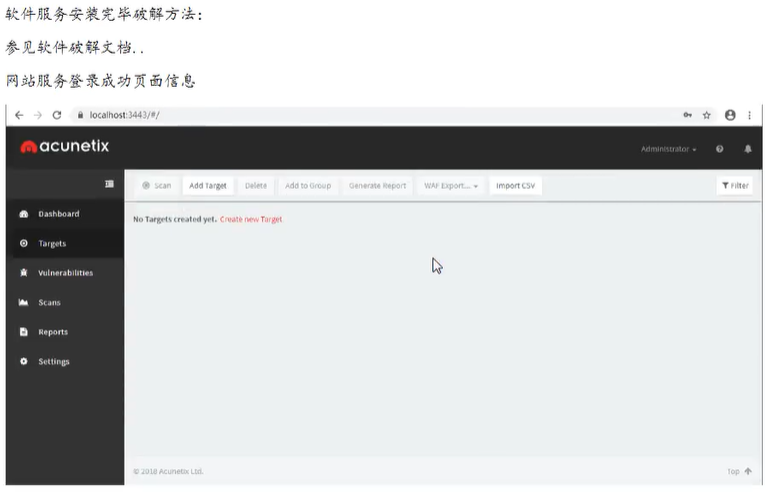 软件服务安装完毕破解方法：
参见软件破解文档..
网站服务登录成功页面信息
localhost:3443/#/
acunetix
Administrator
Scan Add Target Delete Add to Group Generate Report WAF Export... Import CSV Filter
Dashboard
No Targets created yet. Create new Target
Targets
Vulnerabilities
Scans
Reports
Settings
© 2018 Acunetix Ltd.
Top